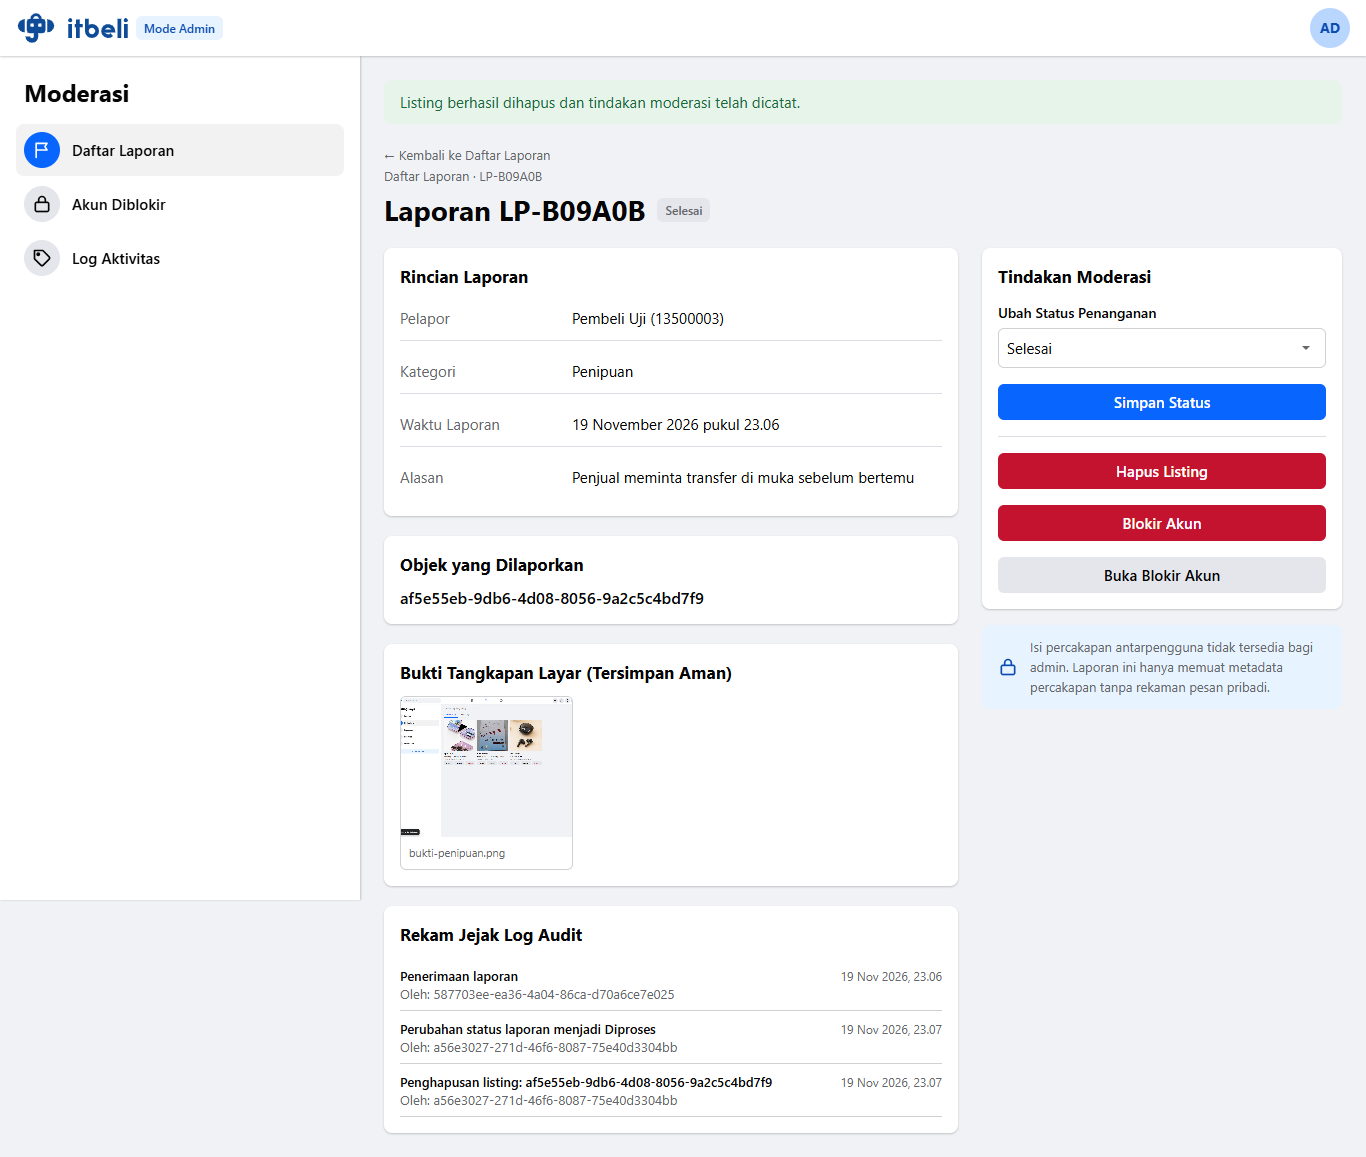 itbeli
Mode Admin
AD
Moderasi
Daftar Laporan
Akun Diblokir
Log Aktivitas
Listing berhasil dihapus dan tindakan moderasi telah dicatat.
← Kembali ke Daftar Laporan
Daftar Laporan · LP-B09A0B
Laporan LP-B09A0B
Selesai
Rincian Laporan
Pelapor
Pembeli Uji (13500003)
Kategori
Penipuan
Waktu Laporan
19 November 2026 pukul 23.06
Alasan
Penjual meminta transfer di muka sebelum bertemu
Objek yang Dilaporkan
af5e55eb-9db6-4d08-8056-9a2c5c4bd7f9
Bukti Tangkapan Layar (Tersimpan Aman)
bukti-penipuan.png
Rekam Jejak Log Audit
Penerimaan laporan
19 Nov 2026, 23.06
Oleh: 587703ee-ea36-4a04-86ca-d70a6ce7e025
Perubahan status laporan menjadi Diproses
19 Nov 2026, 23.07
Oleh: a56e3027-271d-46f6-8087-75e40d3304bb
Penghapusan listing: af5e55eb-9db6-4d08-8056-9a2c5c4bd7f9
19 Nov 2026, 23.07
Oleh: a56e3027-271d-46f6-8087-75e40d3304bb
Tindakan Moderasi
Ubah Status Penanganan
Selesai
Simpan Status
Hapus Listing
Blokir Akun
Buka Blokir Akun
Isi percakapan antarpengguna tidak tersedia bagi
admin. Laporan ini hanya memuat metadata
percakapan tanpa rekaman pesan pribadi.